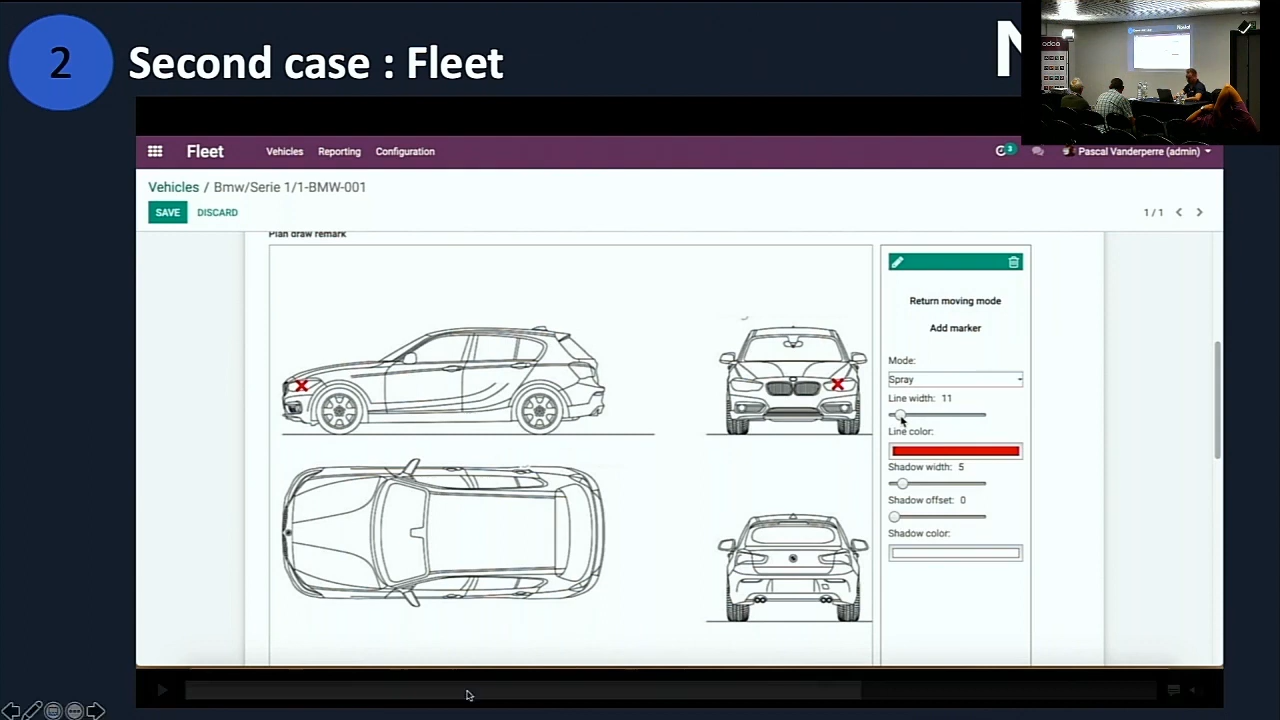 2
Second case : Fleet
N
odoo
Fleet
Vehicles
Reporting
Configuration
3
Pascal Vanderperre (admin)
Vehicles / Bmw/Serie 1/1-BMW-001
SAVE
DISCARD
1 / 1
Plan draw remark
Return moving mode
Add marker
Mode:
Spray
Line width: 11
Line color:
Shadow width: 5
Shadow offset: 0
Shadow color: